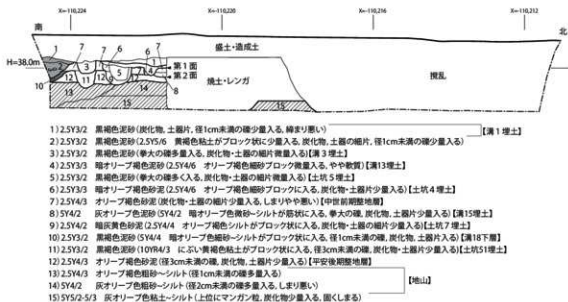 X=-110,224 X=-110,220 X=-110,216 X=-110,212
南 北
盛土・造成土
H=38.0m
第1面
第2面
焼土・レンガ
撹乱
1)2.5Y3/2 黒褐色泥砂(炭化物、土器片、径1cm未満の礫少量入る、締まり悪い)
2)2.5Y3/2 黒褐色泥砂(2.5Y5/6 黄褐色粘土がブロック状に少量入る、炭化物、土器の細片、径1cm未満の礫少量入る) 【溝1埋土】
3)2.5Y3/2 黒褐色泥砂(拳大の礫多量入る、炭化物・土器の細片微量入る)【溝3埋土】
4)2.5Y3/3 暗オリーブ褐色泥砂(2.5Y4/6 オリーブ褐色細砂ブロック微量入る、やや軟質)【溝13埋土】
5)2.5Y3/2 黒褐色泥砂(拳大の礫多く入る、炭化物・土器の細片微量入る)【土坑5埋土】
6)2.5Y3/3 暗オリーブ褐色砂泥(2.5Y4/6 オリーブ褐色細砂ブロックに入る、炭化物・土器片少量入る)【土坑4埋土】
7)2.5Y4/3 オリーブ褐色砂泥(炭化物・土器の細片少量入る、しまりやや悪い)【中世前期整地層】
8)5Y4/2 灰オリーブ色泥砂(5Y4/2 暗オリーブ色微砂〜シルトが筋状に入る、拳大の礫、炭化物、土器片少量入る)【溝15埋土】
9)2.5Y4/2 暗灰黄色砂泥(2.5Y4/4 オリーブ褐色シルトがブロック状に入る、炭化物・土器片少量入る)【土坑7埋土】
10)2.5Y3/2 黒褐色泥砂(5Y4/4 暗オリーブ色細砂〜シルトがブロック状に入る、径1cm未満の礫、炭化物、土器片少量入る)【溝18下層】
11)2.5Y3/2 黒褐色泥砂(10YR4/3 にぶい黄褐色粘土がブロック状に入る、径3cm未満の礫、炭化物、土器片少量入る)【土坑51埋土】
12)2.5Y4/3 オリーブ褐色砂泥(径3cm未満の礫、炭化物、土器片少量入る)【平安後期整地層】
13)2.5Y4/3 オリーブ褐色粗砂〜シルト(径1cm未満の礫多量入る)
14)5Y4/2 灰オリーブ色粗砂〜シルト(径2cm未満の礫多量入る、しまり悪い) 【地山】
15)5Y5/2-5/3 灰オリーブ色粘土〜シルト(上位にマンガン粒、炭化物少量入る、固くしまる)